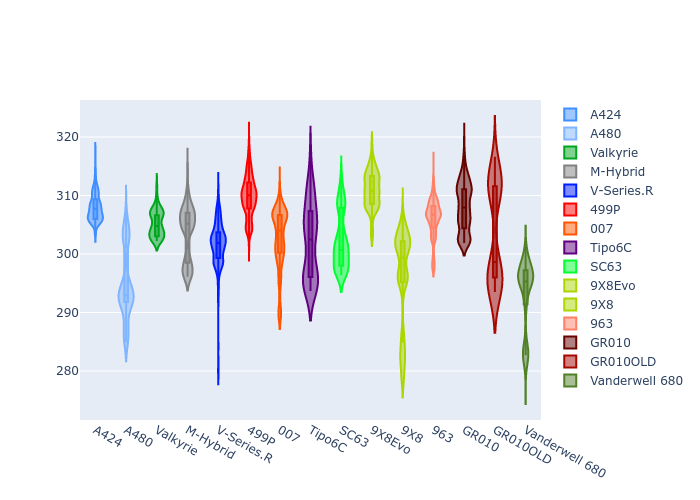 320
310
300
290
280
A424
A480
Valkyrie
M-Hybrid
V-Series.R
499P
007
Tipo6C
SC63
9X8Evo
9X8
963
GR010
GR010OLD
Vanderwell 680
A424
A480
Valkyrie
M-Hybrid
V-Series.R
499P
007
Tipo6C
SC63
9X8Evo
9X8
963
GR010
GR010OLD
Vanderwell 680